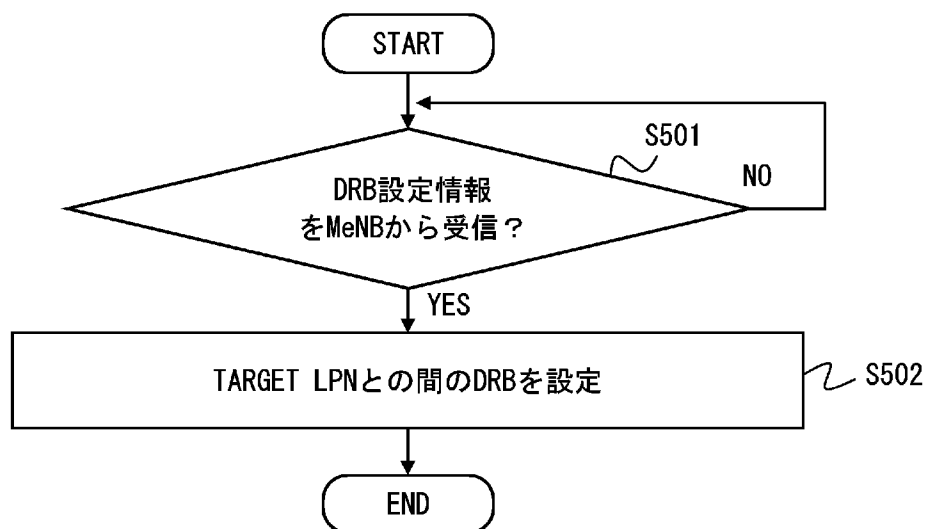 START
S501
NO
DRB設定情報
をMeNBから受信？
YES
TARGET LPNとの間のDRBを設定
S502
END